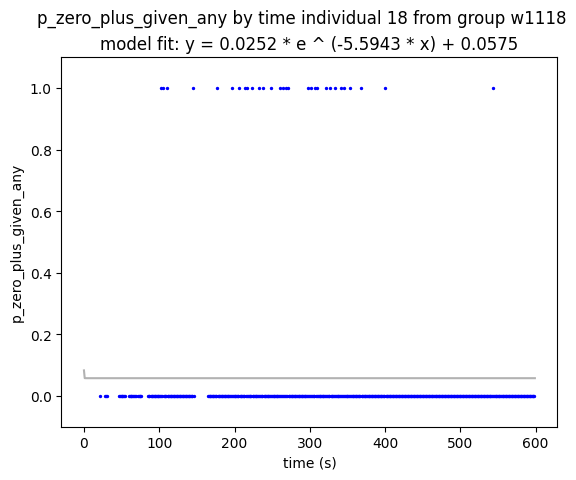 p_zero_plus_given_any by time individual 18 from group w1118
model fit: y = 0.0252 * e ^ (-5.5943 * x) + 0.0575
1.0
0.8
0.6
0.4
0.2
0.0
p_zero_plus_given_any
0 100 200 300 400 500 600
time (s)